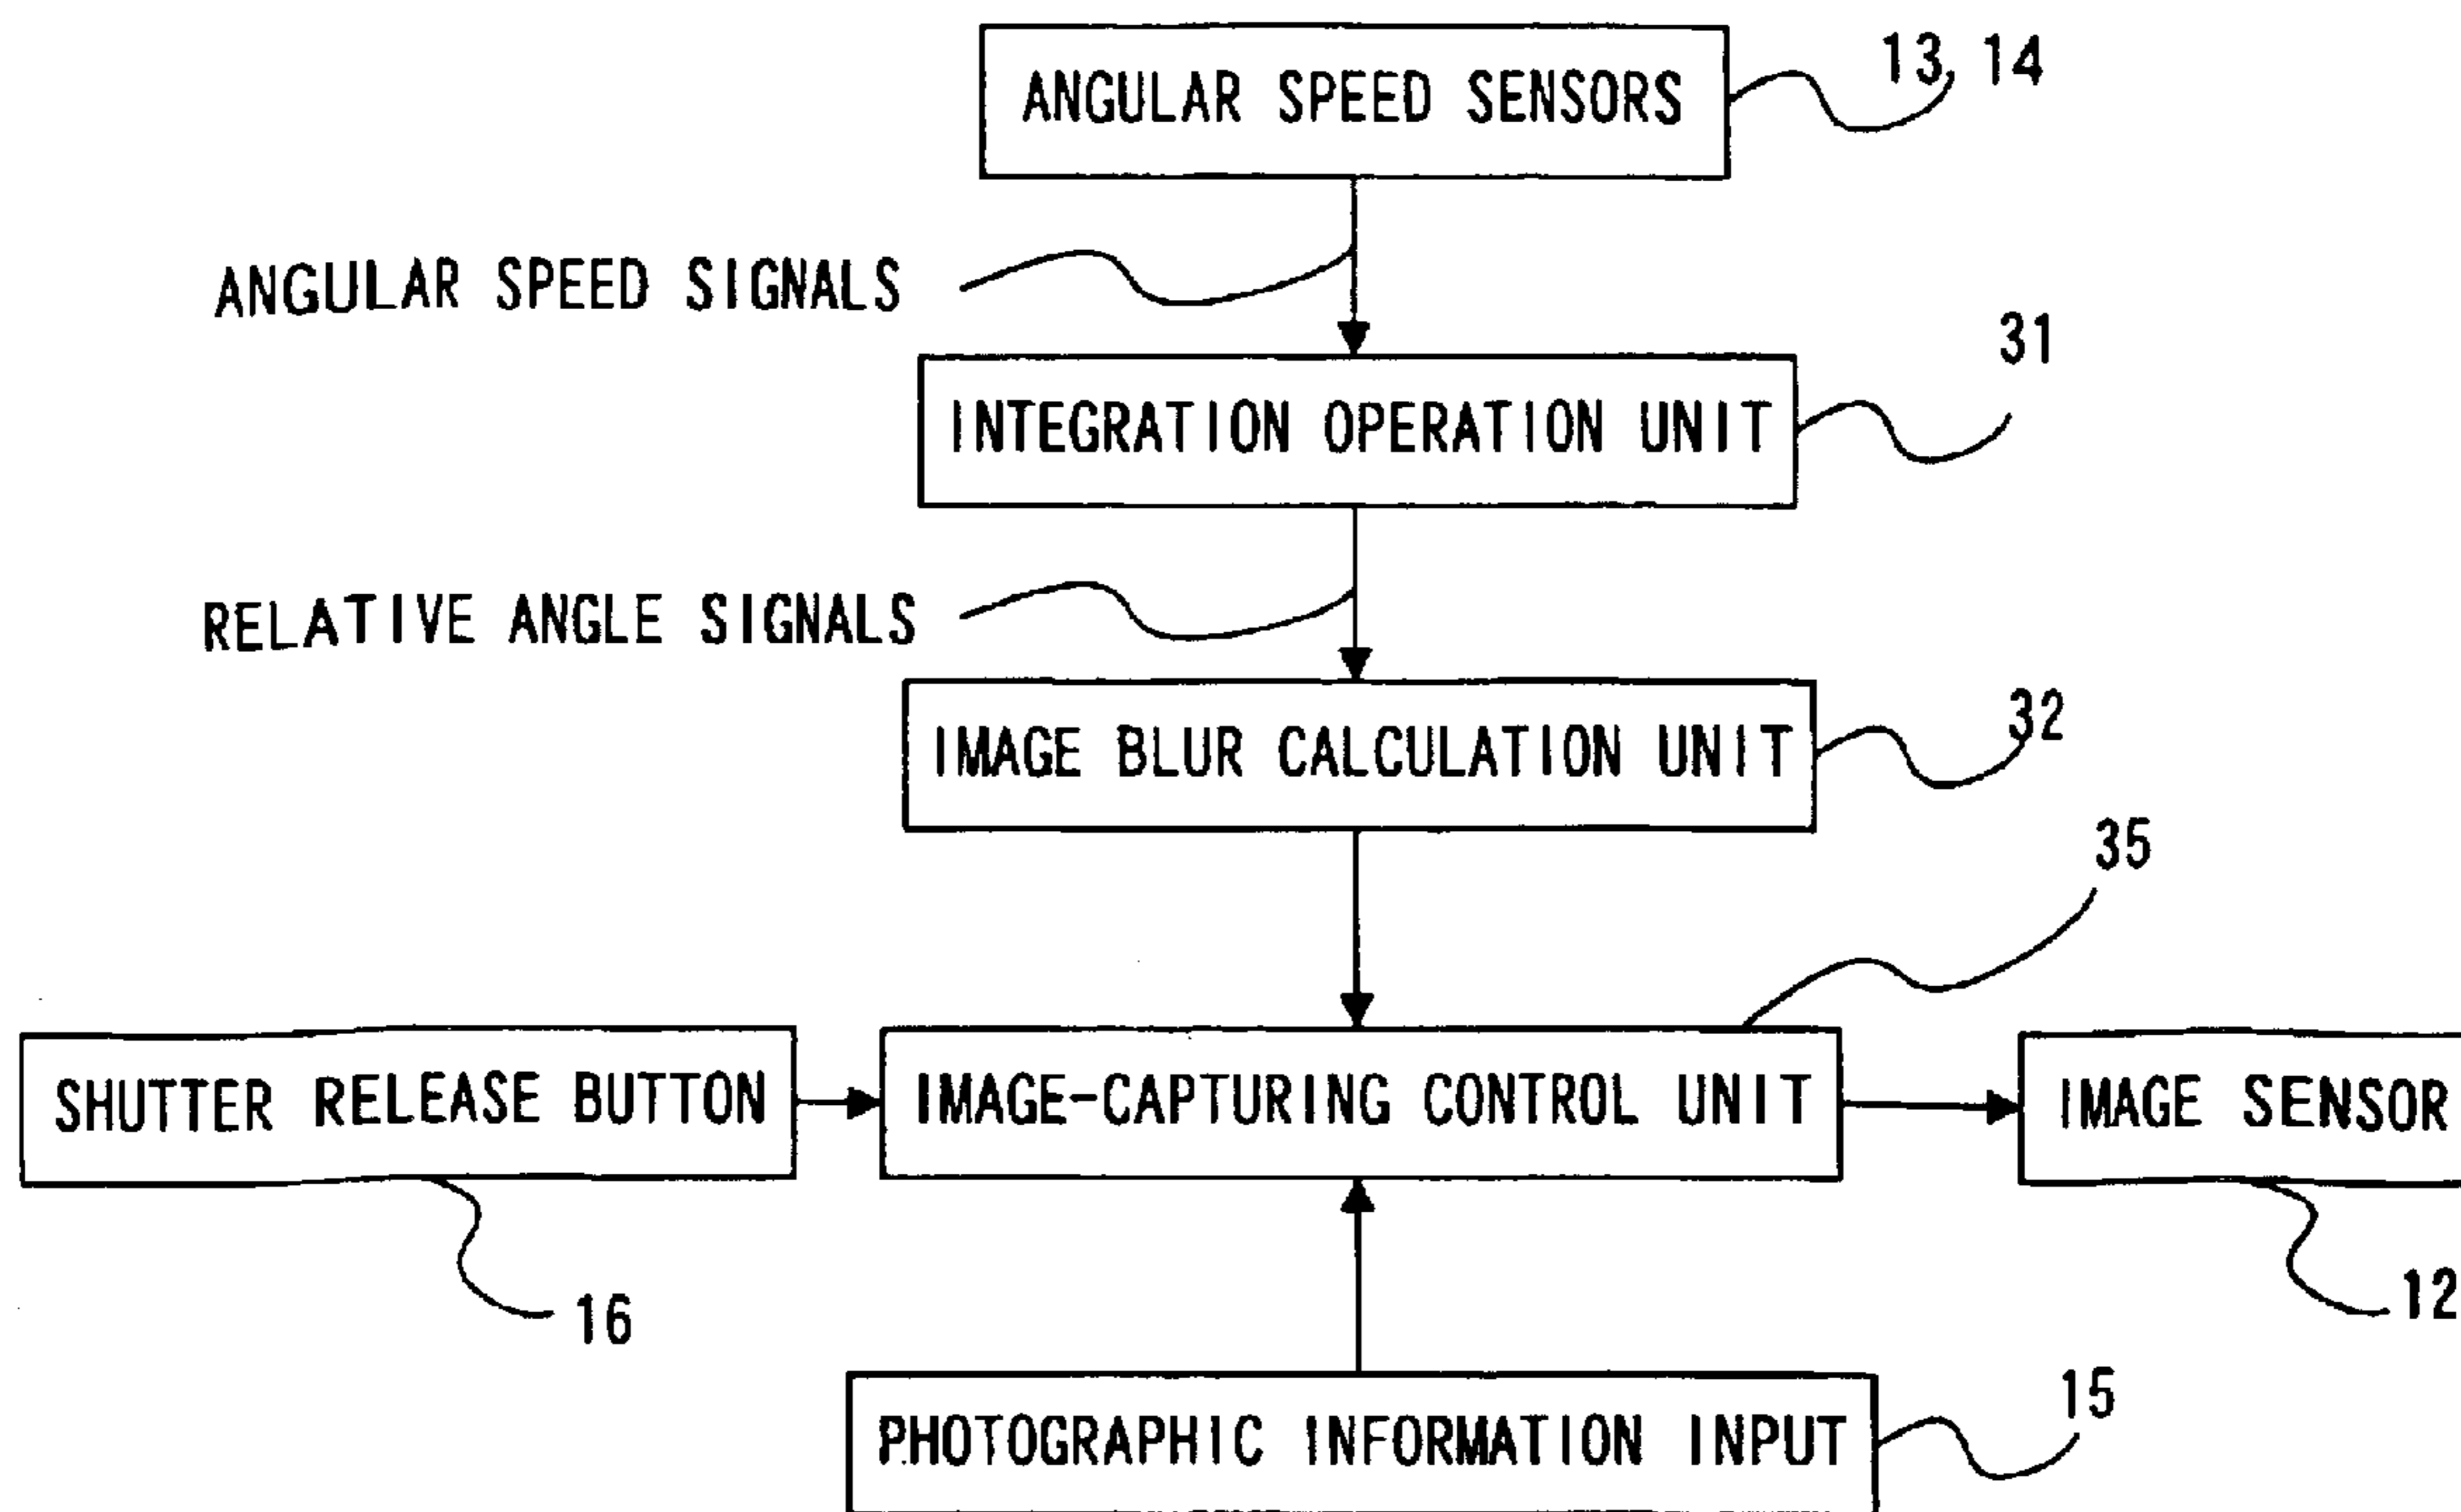 ANGULAR SPEED SENSORS
13, 14
ANGULAR SPEED SIGNALS
31
INTEGRATION OPERATION UNIT
RELATIVE ANGLE SIGNALS
32
IMAGE BLUR CALCULATION UNIT
35
SHUTTER RELEASE BUTTON
IMAGE-CAPTURING CONTROL UNIT
IMAGE SENSOR
16
12
15
PHOTOGRAPHIC INFORMATION INPUT